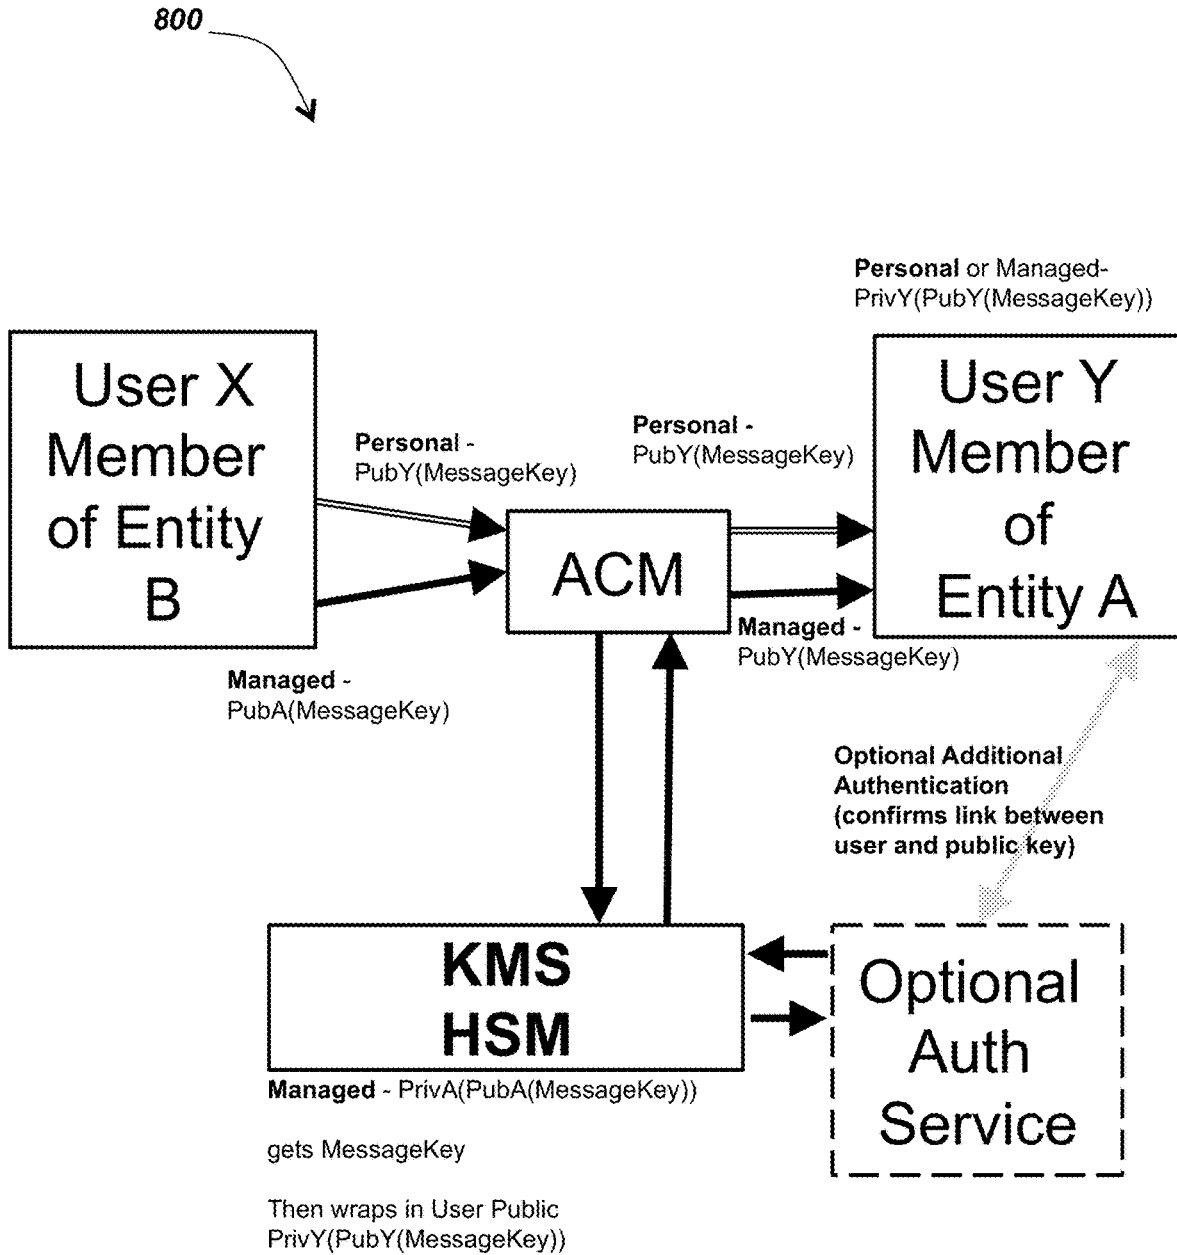 800
Personal or Managed-
PrivY(PubY(MessageKey))
User X
Member
of Entity
B
Personal -
PubY(MessageKey)
Personal -
PubY(MessageKey)
User Y
Member
of
Entity A
ACM
Managed -
PubA(MessageKey)
Managed -
PubY(MessageKey)
Optional Additional
Authentication
(confirms link between
user and public key)
KMS
HSM
Optional
Auth
Service
Managed - PrivA(PubA(MessageKey))
gets MessageKey
Then wraps in User Public
PrivY(PubY(MessageKey))